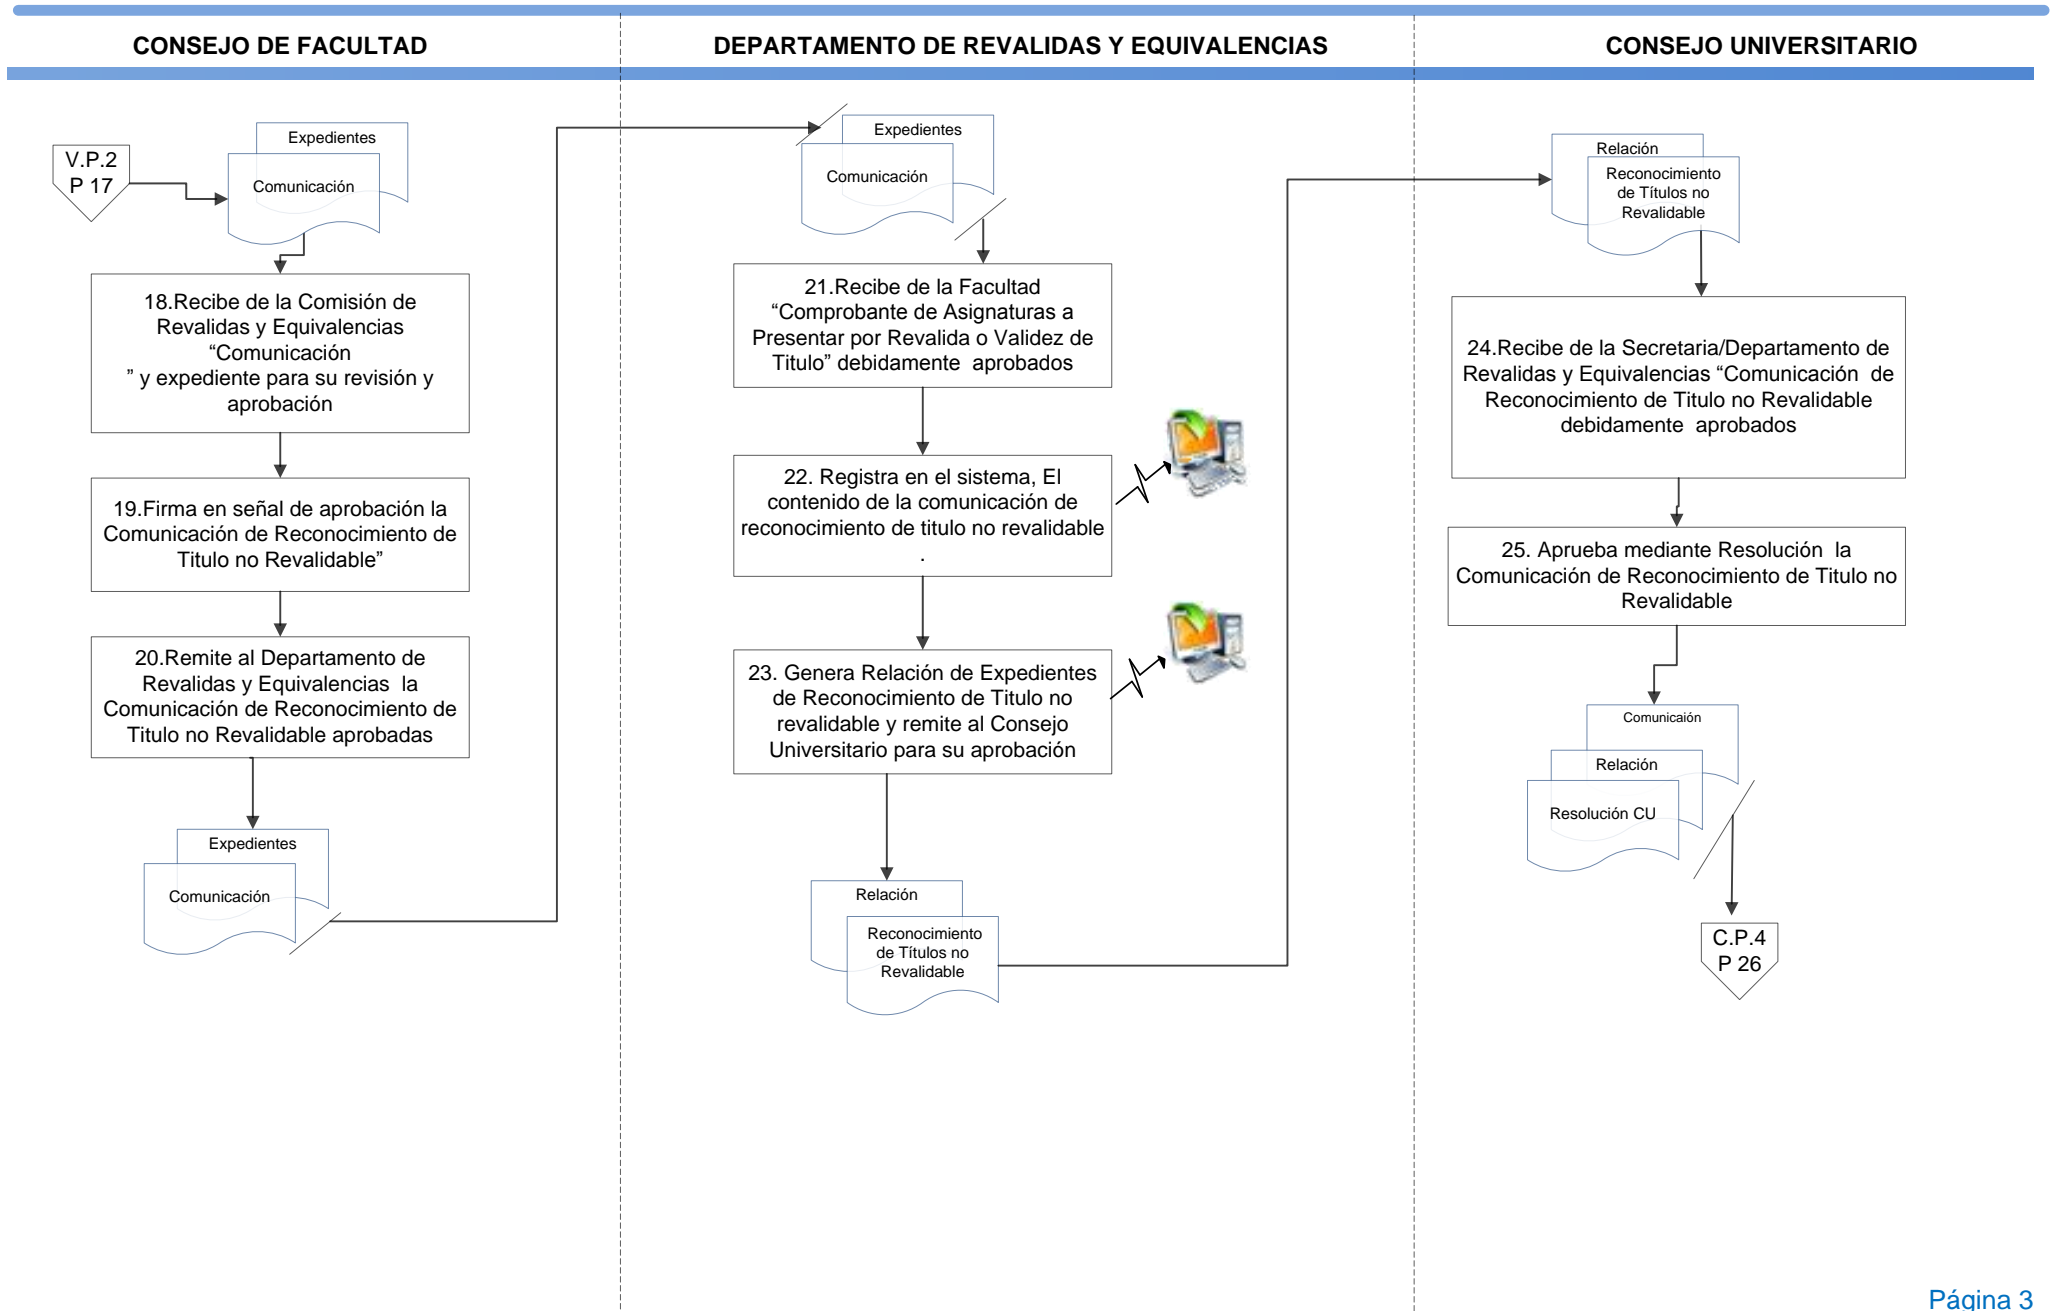 CONSEJO DE FACULTAD
DEPARTAMENTO DE REVALIDAS Y EQUIVALENCIAS
CONSEJO UNIVERSITARIO
V.P.2
P 17
Expedientes
Comunicación
18.Recibe de la Comisión de
Revalidas y Equivalencias
“Comunicación
” y expediente para su revisión y
aprobación
19.Firma en señal de aprobación la
Comunicación de Reconocimiento de
Titulo no Revalidable”
20.Remite al Departamento de
Revalidas y Equivalencias la
Comunicación de Reconocimiento de
Titulo no Revalidable aprobadas
Expedientes
Comunicación
Expedientes
Comunicación
21.Recibe de la Facultad
“Comprobante de Asignaturas a
Presentar por Revalida o Validez de
Titulo” debidamente aprobados
22. Registra en el sistema, El
contenido de la comunicación de
reconocimiento de titulo no revalidable
.
23. Genera Relación de Expedientes
de Reconocimiento de Titulo no
revalidable y remite al Consejo
Universitario para su aprobación
Relación
Reconocimiento
de Títulos no
Revalidable
Relación
Reconocimiento
de Títulos no
Revalidable
24.Recibe de la Secretaria/Departamento de
Revalidas y Equivalencias “Comunicación de
Reconocimiento de Titulo no Revalidable
debidamente aprobados
25. Aprueba mediante Resolución la
Comunicación de Reconocimiento de Titulo no
Revalidable
Comunicaión
Relación
Resolución CU
C.P.4
P 26
Página 3